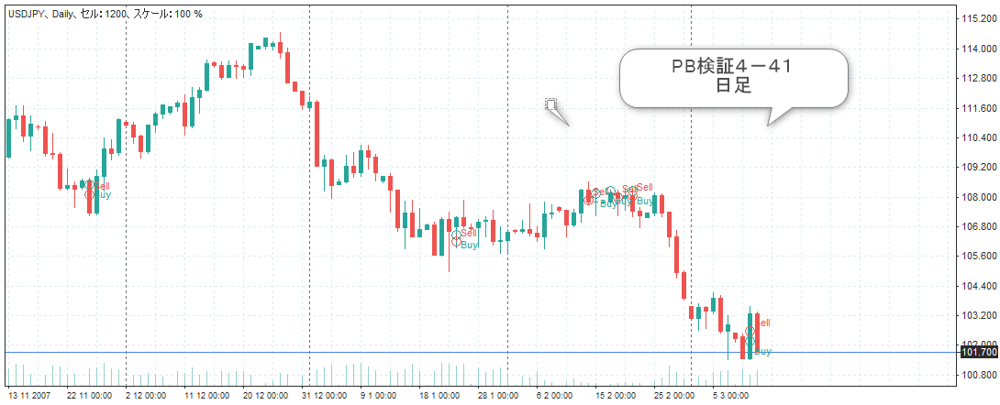 USDJPY、Daily、セル: 1200、スケール: 100 %
PB検証4－41
日足
115.200
114.000
112.800
111.600
110.400
109.200
108.000
106.800
105.600
104.400
103.200
102.000
101.700
100.800
Sell
Buy
Sell
Buy
Sell
Buy
Sell
Buy
Sell
Buy
Sell
Buy
13 11 2007
22 11 00:00
2 12 00:00
11 12 00:00
20 12 00:00
31 12 00:00
9 1 00:00
18 1 00:00
28 1 00:00
6 2 00:00
15 2 00:00
25 2 00:00
5 3 00:00